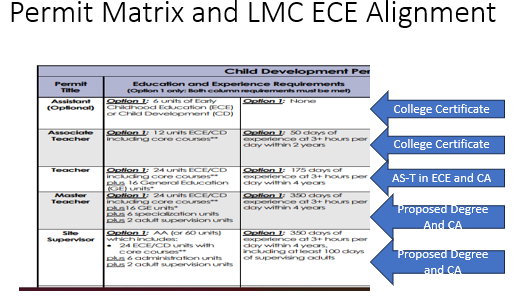 Permit Matrix and LMC ECE Alignment
Child Development Per
Permit
Title
Education and Experience Requirements
(Option 1 only: Both column requirements must be met)
Assistant
(Optional)
Option 1: 6 units of Early
Childhood Education (ECE)
or Child Development (CD)
Option 1: None
College Certificate
Associate
Teacher
Option 1: 12 units ECE/CD
including core courses**
Option 1: 50 days of
experience at 3+ hours per
day within 2 years
College Certificate
Teacher
Option 1: 24 units ECE/CD
including core courses**
plus 16 General Education
(GE) units*
Option 1: 175 days of
experience at 3+ hours per
day within 4 years
AS-T in ECE and CA
Master
Teacher
Option 1: 24 units ECE/CD
including core courses**
plus16 GE units*
plus 6 specialization units
plus 2 adult supervision units
Option 1: 350 days of
experience at 3+ hours per
day within 4 years
Proposed Degree
And CA
Site
Supervisor
Option 1: AA (or 60 units)
which includes:
• 24 ECE/CD units with
core courses**
plus 6 administration units
plus 2 adult supervision units
Option 1: 350 days of
experience at 3+ hours per
day within 4 years,
including at least 100 days
of supervising adults
Proposed Degree
and CA